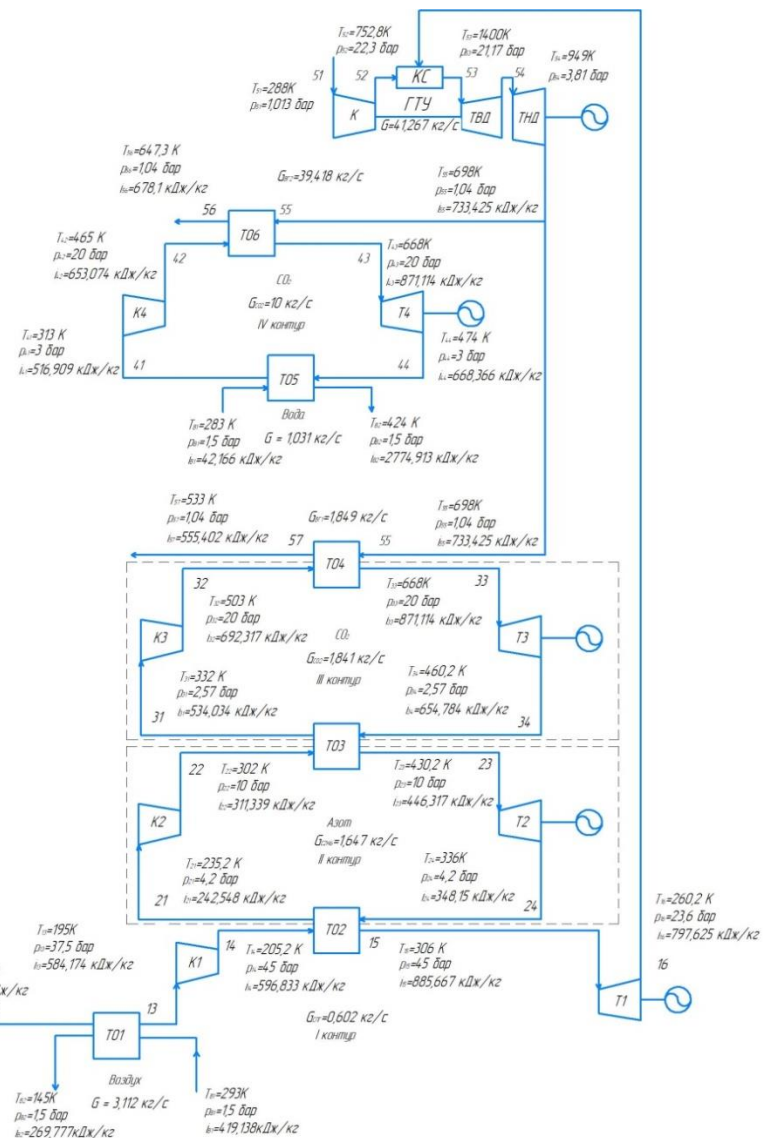 T₅₂=752,8K
p₅₂=22,3 бар
51
52
T₅₁=288K
p₅₁=1,013 бар
К
КС
ГТУ
G=41,267 кг/с
T₅₃=1400K
p₅₃=21,17 бар
53
54
ТВД
ТНД
T₅₄=949K
p₅₄=3,81 бар
T₅₆=647,3 K
p₅₆=1,04 бар
i₅₆=678,1 кДж/кг
Gвг2=39,418 кг/с
T₅₅=698K
p₅₅=1,04 бар
i₅₅=733,425 кДж/кг
56
55
ТО6
T₄₂=465 K
p₄₂=20 бар
i₄₂=653,074 кДж/кг
42
43
T₄₃=668K
p₄₃=20 бар
i₄₃=871,114 кДж/кг
CO₂
GCO2=10 кг/с
IV контур
К4
Т4
T₄₁=313 K
p₄₁=3 бар
i₄₁=516,909 кДж/кг
41
44
T₄₄=474 K
p₄₄=3 бар
i₄₄=668,366 кДж/кг
ТО5
Вода
G = 1,031 кг/с
T=283 K
p=1,5 бар
i=42,166 кДж/кг
T=424 K
p=1,5 бар
i=2774,913 кДж/кг
T₅₇=533 K
p₅₇=1,04 бар
i₅₇=555,402 кДж/кг
Gвг1=1,849 кг/с
T₅₅=698K
p₅₅=1,04 бар
i₅₅=733,425 кДж/кг
57
55
ТО4
32
33
T₃₂=503 K
p₃₂=20 бар
i₃₂=692,317 кДж/кг
T₃₃=668K
p₃₃=20 бар
i₃₃=871,114 кДж/кг
К3
Т3
CO₂
GCO2=1,841 кг/с
III контур
T₃₁=332 K
p₃₁=2,57 бар
i₃₁=534,034 кДж/кг
T₃₄=460,2 K
p₃₄=2,57 бар
i₃₄=654,784 кДж/кг
31
34
ТО3
22
23
T₂₂=302 K
p₂₂=10 бар
i₂₂=311,339 кДж/кг
T₂₃=430,2 K
p₂₃=10 бар
i₂₃=446,317 кДж/кг
К2
Т2
Азот
=1,647 кг/с
II контур
T₂₁=235,2 K
p₂₁=4,2 бар
i₂₁=242,548 кДж/кг
T₂₄=336K
p₂₄=4,2 бар
i₂₄=348,15 кДж/кг
21
24
ТО2
14
15
T₁₃=195K
p₁₃=37,5 бар
i₁₃=584,174 кДж/кг
К1
T₁₄=205,2 K
p₁₄=45 бар
i₁₄=596,833 кДж/кг
T₁₅=306 K
p₁₅=45 бар
i₁₅=885,667 кДж/кг
T₁₆=260,2 K
p₁₆=23,6 бар
i₁₆=797,625 кДж/кг
16
Т1
=0,602 кг/с
I контур
ж/кг
13
ТО1
Воздух
G = 3,112 кг/с
T=145K
p=1,5 бар
i=269,777кДж/кг
T=293K
p=1,5 бар
i=419,138кДж/кг